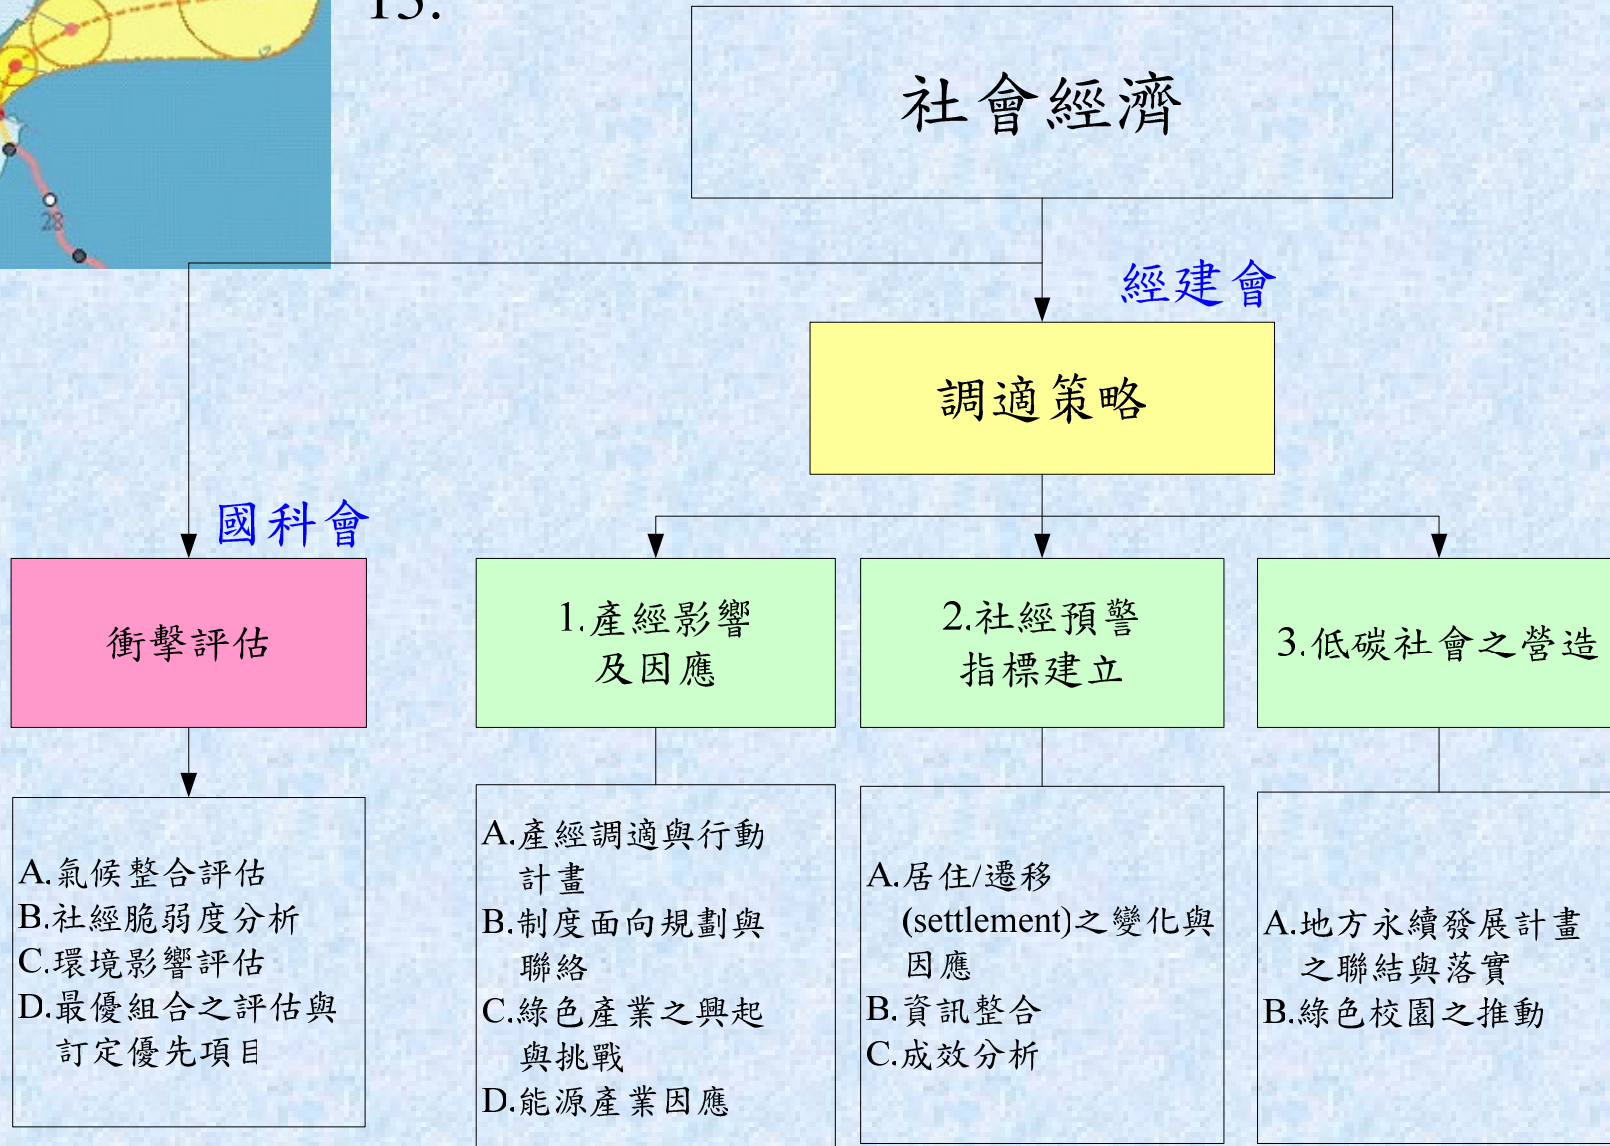 15.
社會經濟
28
經建會
調適策略
國科會
衝擊評估
1.產經影響
及因應
2.社經預警
指標建立
3.低碳社會之營造
A.氣候整合評估
B.社經脆弱度分析
C.環境影響評估
D.最優組合之評估與
訂定優先項目
A.產經調適與行動
計畫
B.制度面向規劃與
聯絡
C.綠色產業之興起
與挑戰
D.能源產業因應
A.居住/遷移
(settlement)之變化與
因應
B.資訊整合
C.成效分析
A.地方永續發展計畫
之聯結與落實
B.綠色校園之推動